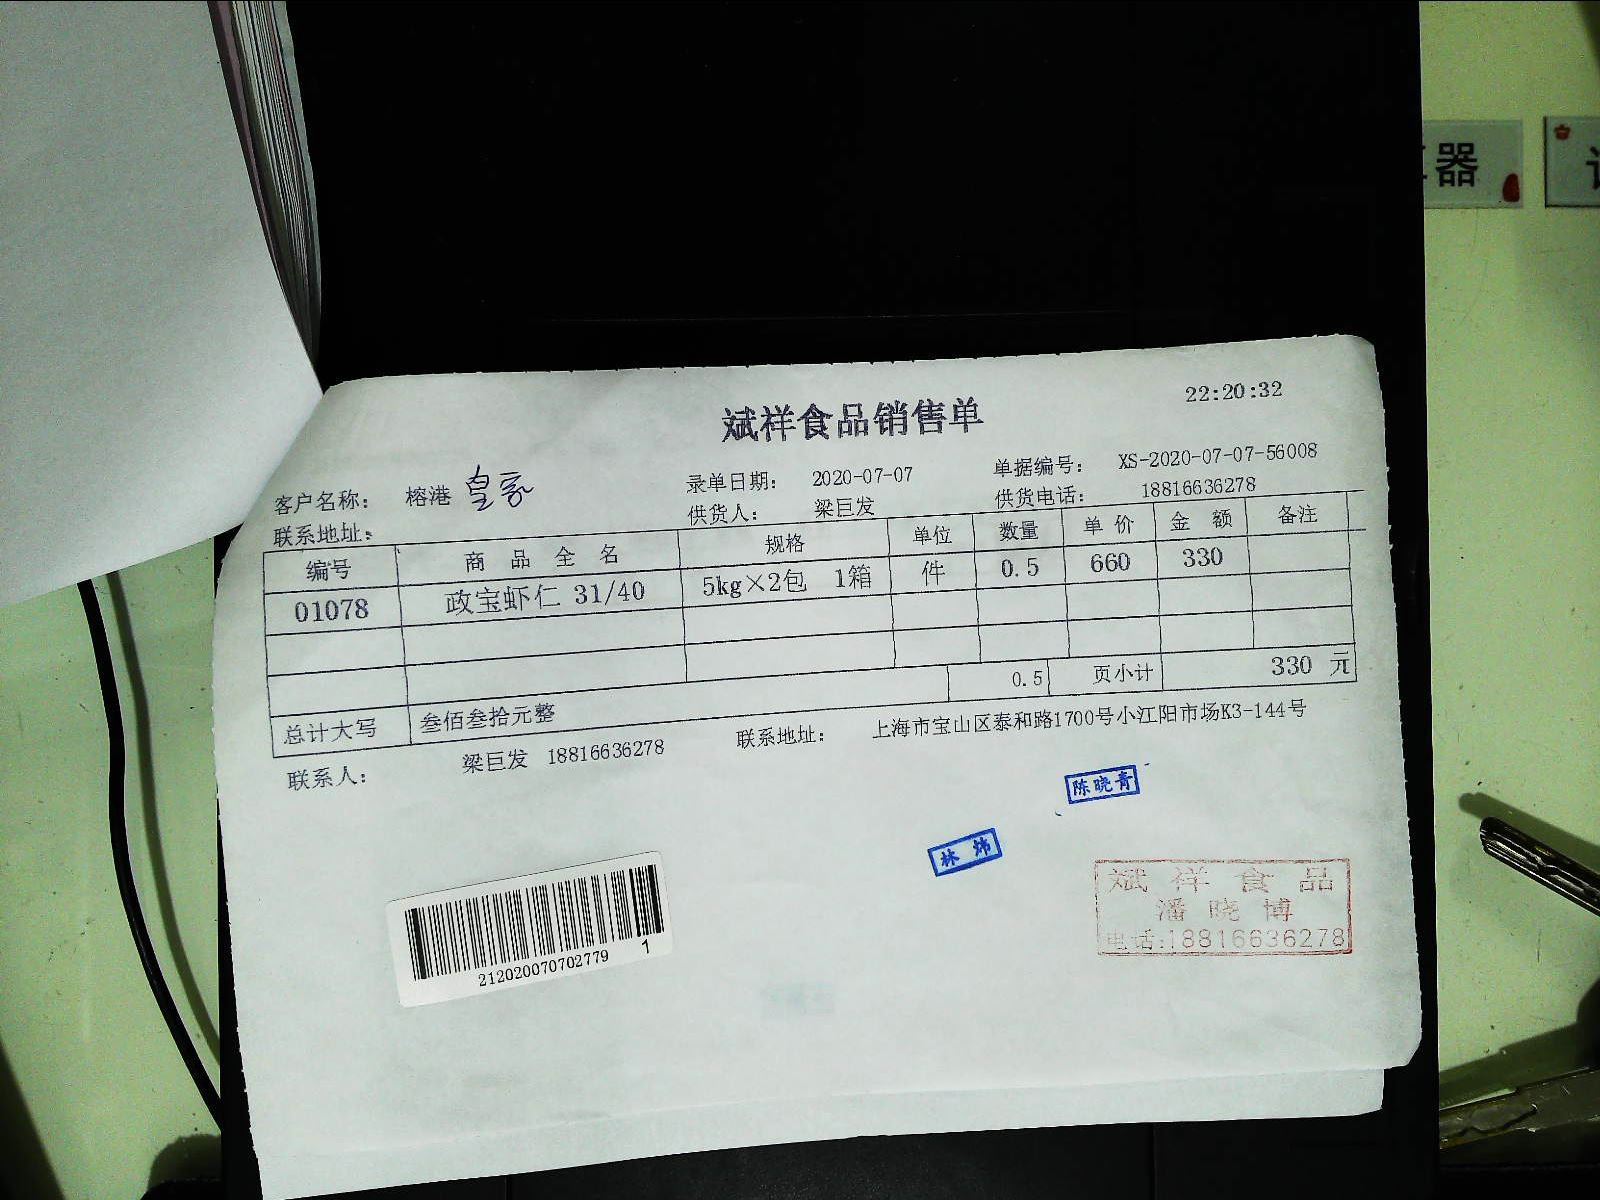 器
22:20:32
斌祥食品销售单
客户名称: 榕港 皇家 录单日期: 2020-07-07 单据编号: XS-2020-07-07-56008
联系地址: 供货人: 梁巨发 供货电话: 18816636278
编号 商品全名 规格 单位 数量 单价 金额 备注
01078 政宝虾仁 31/40 5kg×2包 1箱 件 0.5 660 330
0.5 页小计 330 元
总计大写 叁佰叁拾元整
联系人: 梁巨发 18816636278 联系地址: 上海市宝山区泰和路1700号小江阳市场K3-144号
陈晓青
林炜
斌祥食品
潘晓博
电话:18816636278
212020070702779 1